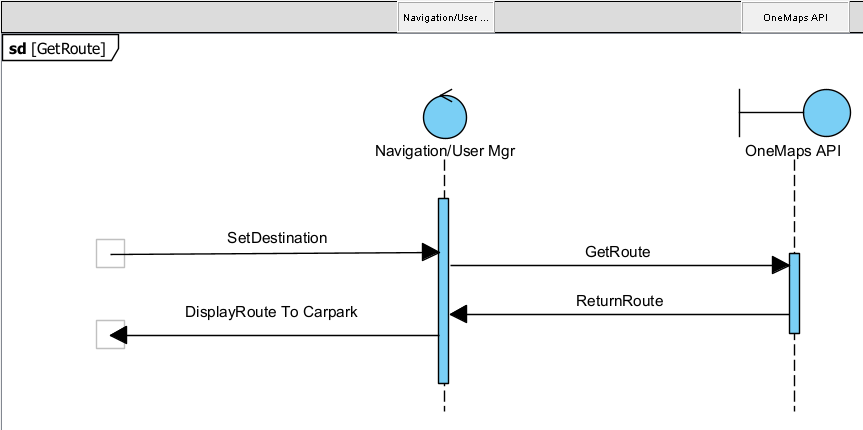 Navigation/User ...
OneMaps API
sd [GetRoute]
Navigation/User Mgr
OneMaps API
SetDestination
GetRoute
ReturnRoute
DisplayRoute To Carpark